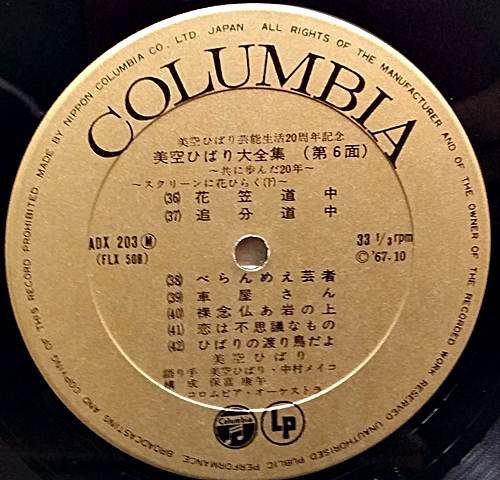 MADE BY NIPPON COLUMBIA CO., LTD. JAPAN ALL RIGHTS OF THE MANUFACTURER AND OF THE OWNER OF THE RECORDED WORK RESERVED UNAUTHORISED PUBLIC PERFORMANCE BROADCASTING AND COPYING OF THIS RECORD PROHIBITED.
COLUMBIA
美空ひばり芸能生活20周年記念
美空ひばり大全集 (第6面)
~共に歩んだ20年~
~スクリーンに花ひらく(下)~
(36) 花笠道中
(37) 追分道中
ADX 203 M
(FLX 508)
33 1/3 rpm
© '67・10
(38) べらんめえ芸者
(39) 車屋さん
(40) 裸念仏あ岩の上
(41) 恋は不思議なもの
(42) ひばりの渡り鳥だよ
美空ひばり
語り手 美空ひばり・中村メイコ
構成 保富康午
コロムビア・オーケストラ
Columbia
LP